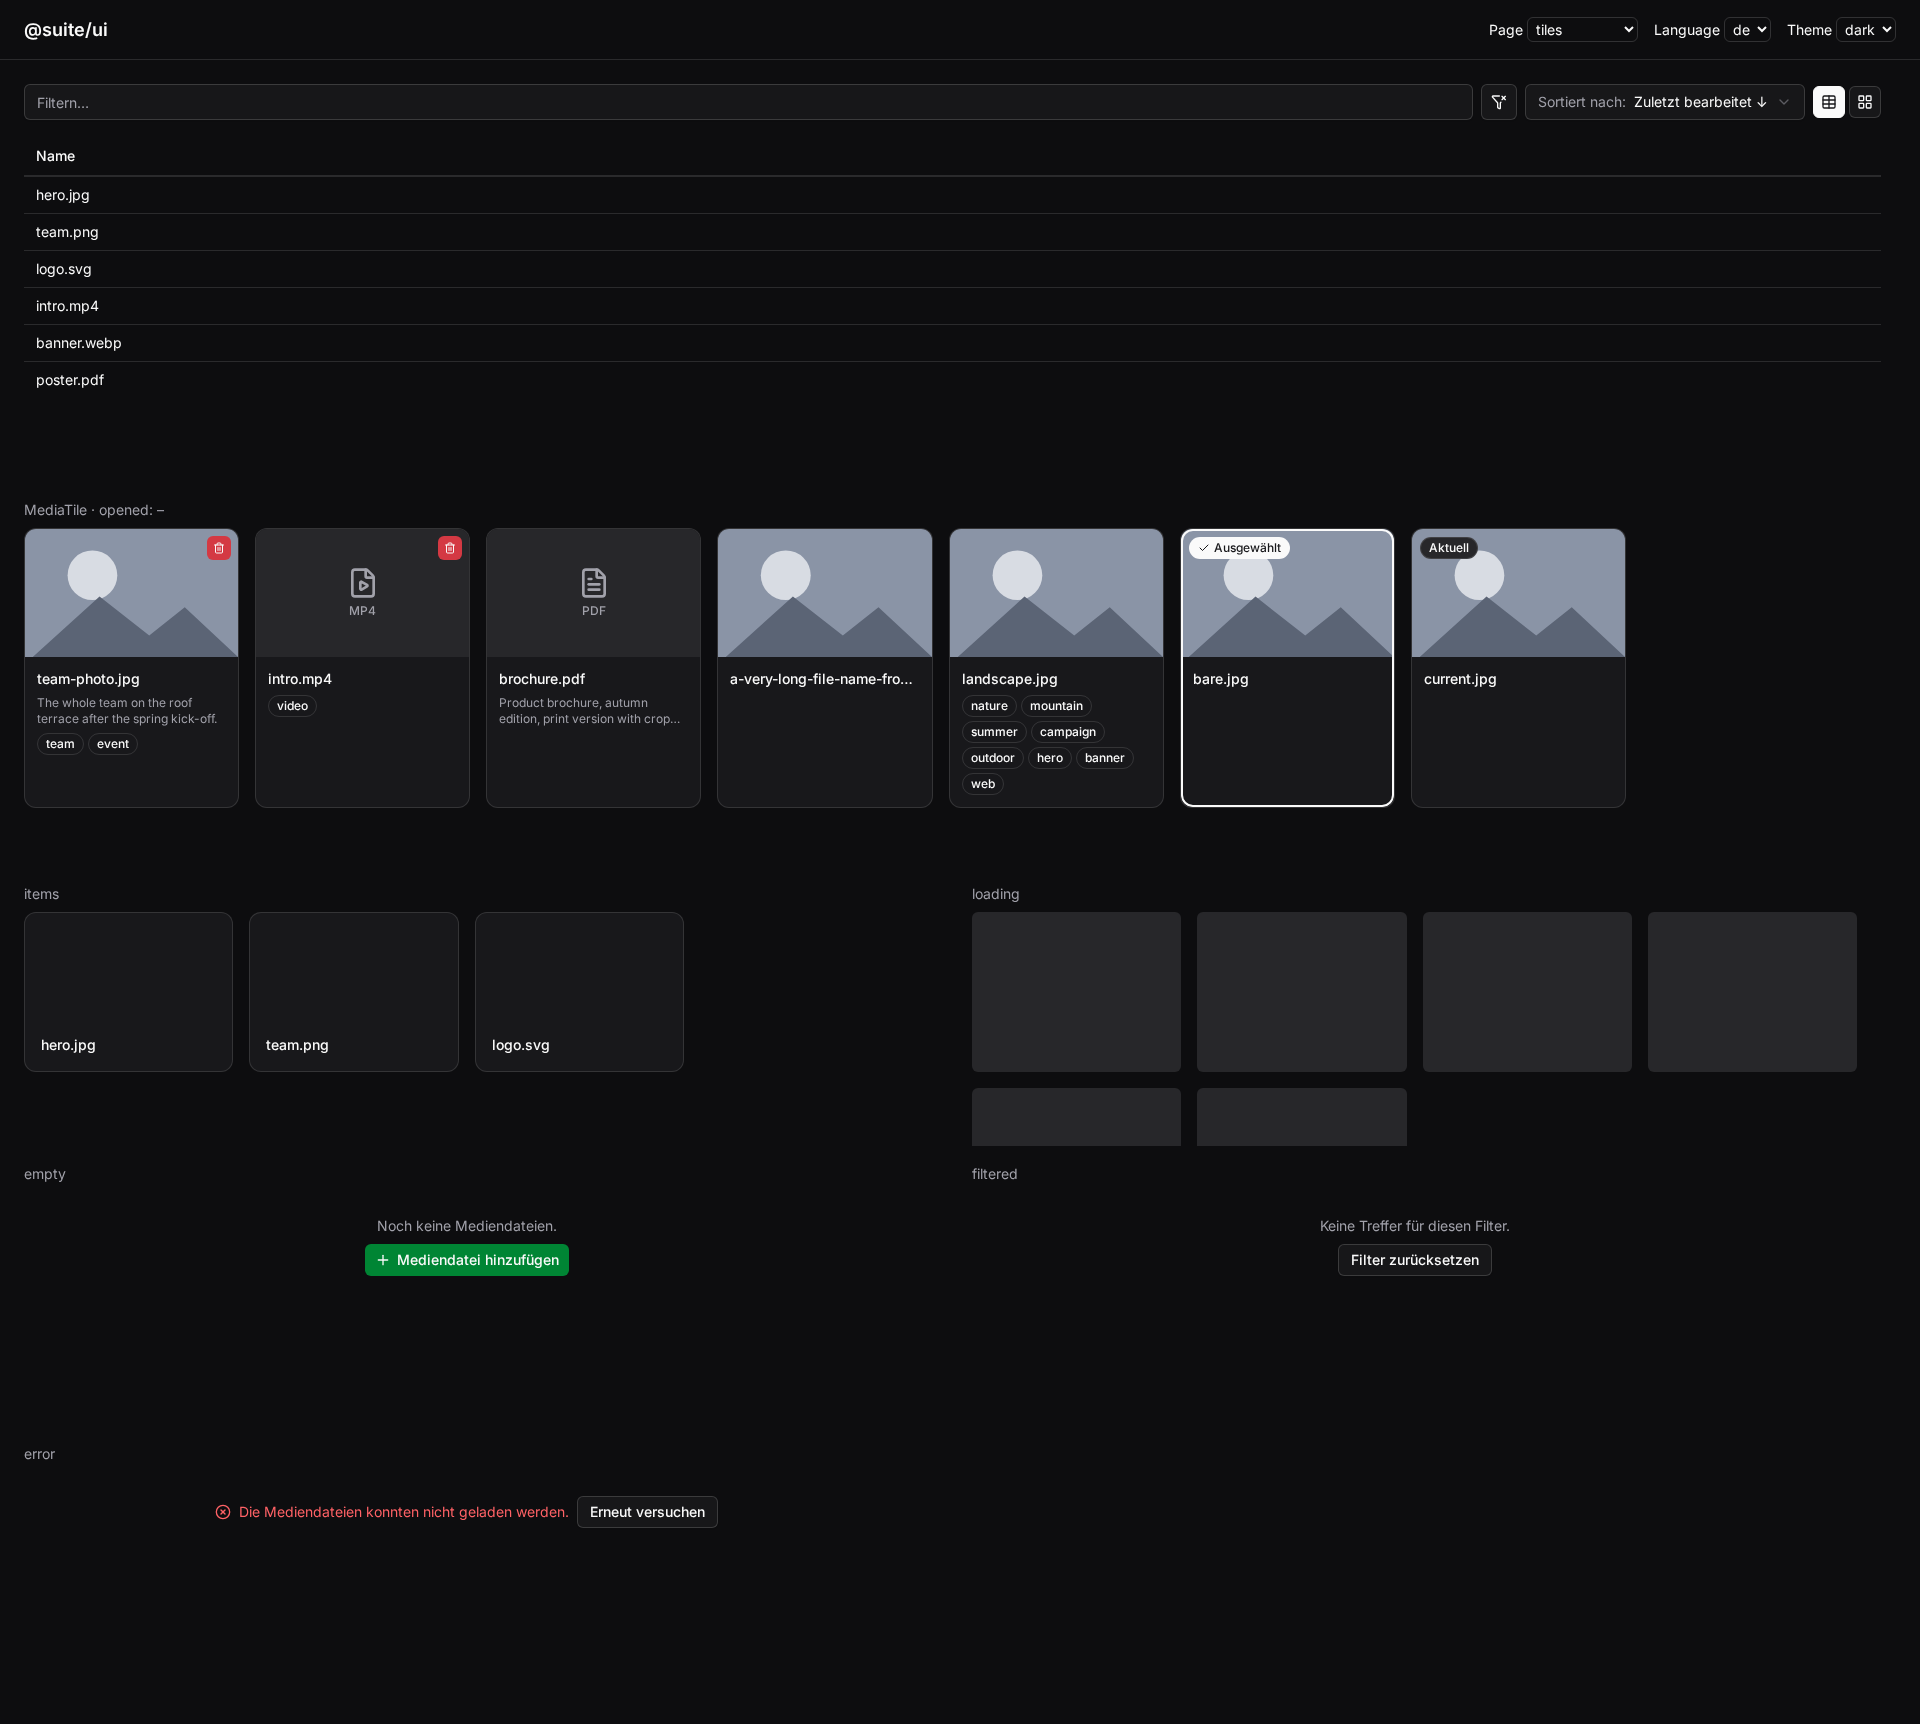 @suite/ui
Page tiles Language de Theme dark
Filtern...
Sortiert nach: Zuletzt bearbeitet ↓
Name
hero.jpg
team.png
logo.svg
intro.mp4
banner.webp
poster.pdf
MediaTile · opened: –
team-photo.jpg
The whole team on the roof
terrace after the spring kick-off.
team event
MP4
intro.mp4
video
PDF
brochure.pdf
Product brochure, autumn
edition, print version with crop...
a-very-long-file-name-fro...
landscape.jpg
nature mountain
summer campaign
outdoor hero banner
web
Ausgewählt
bare.jpg
Aktuell
current.jpg
items
hero.jpg
team.png
logo.svg
loading
empty
Noch keine Mediendateien.
Mediendatei hinzufügen
filtered
Keine Treffer für diesen Filter.
Filter zurücksetzen
error
Die Mediendateien konnten nicht geladen werden. Erneut versuchen